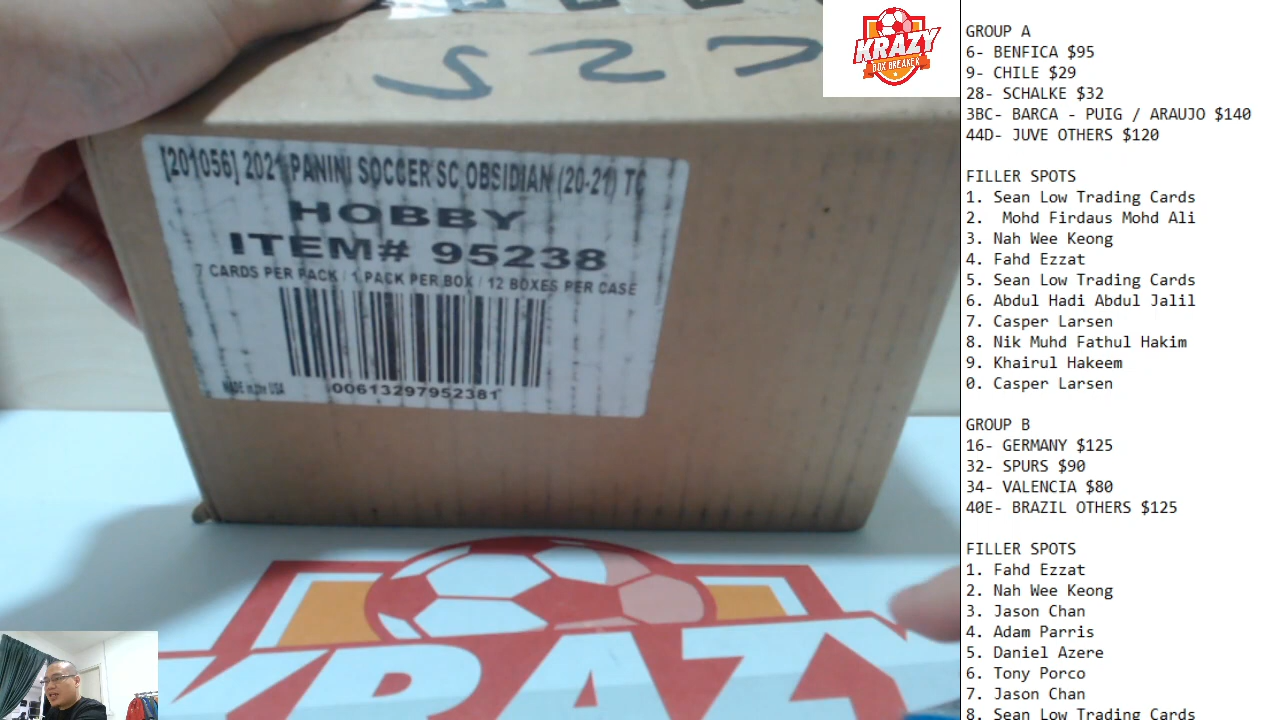 527
KRAZY
BOX BREAKER
[201056] 2021 PANINI SOCCER SC OBSIDIAN (20-21) TC
HOBBY
ITEM# 95238
7 CARDS PER PACK / 1 PACK PER BOX / 12 BOXES PER CASE
MADE in the USA
00613297952381
KRAZY
GROUP A
6- BENFICA $95
9- CHILE $29
28- SCHALKE $32
3BC- BARCA - PUIG / ARAUJO $140
44D- JUVE OTHERS $120
FILLER SPOTS
1. Sean Low Trading Cards
2.  Mohd Firdaus Mohd Ali
3. Nah Wee Keong
4. Fahd Ezzat
5. Sean Low Trading Cards
6. Abdul Hadi Abdul Jalil
7. Casper Larsen
8. Nik Muhd Fathul Hakim
9. Khairul Hakeem
0. Casper Larsen
GROUP B
16- GERMANY $125
32- SPURS $90
34- VALENCIA $80
40E- BRAZIL OTHERS $125
FILLER SPOTS
1. Fahd Ezzat
2. Nah Wee Keong
3. Jason Chan
4. Adam Parris
5. Daniel Azere
6. Tony Porco
7. Jason Chan
8. Sean Low Trading Cards